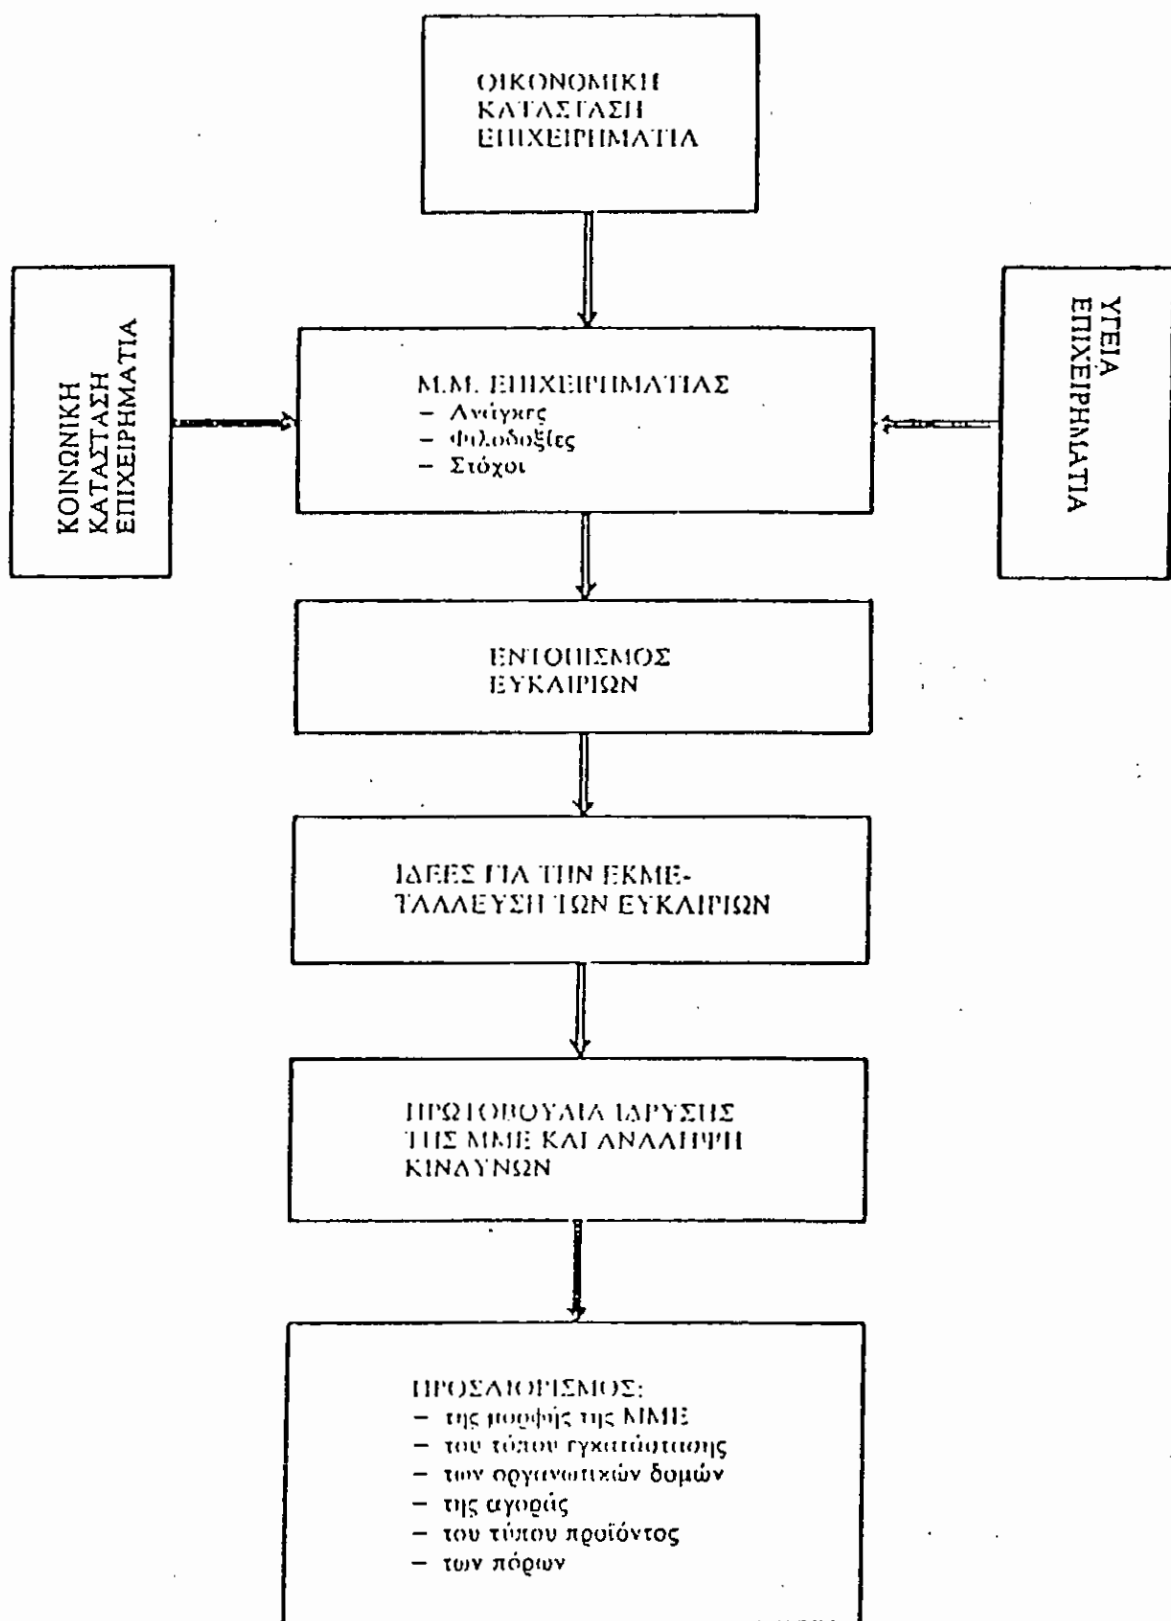 ΟΙΚΟΝΟΜΙΚΗ
ΚΑΤΑΣΤΑΣΗ
ΕΠΙΧΕΙΡΗΜΑΤΙΑ
ΚΟΙΝΩΝΙΚΗ
ΚΑΤΑΣΤΑΣΗ
ΕΠΙΧΕΙΡΗΜΑΤΙΑ
Μ.Μ. ΕΠΙΧΕΙΡΗΜΑΤΙΑΣ
– Ανάγκες
– Φιλοδοξίες
– Στόχοι
ΥΓΕΙΑ
ΕΠΙΧΕΙΡΗΜΑΤΙΑ
ΕΝΤΟΠΙΣΜΟΣ
ΕΥΚΑΙΡΙΩΝ
ΙΔΕΕΣ ΓΙΑ ΤΗΝ ΕΚΜΕ-
ΤΑΛΛΕΥΣΗ ΤΩΝ ΕΥΚΑΙΡΙΩΝ
ΠΡΩΤΟΒΟΥΛΙΑ ΙΔΡΥΣΗΣ
ΤΗΣ ΜΜΕ ΚΑΙ ΑΝΑΛΗΨΗ
ΚΙΝΔΥΝΩΝ
ΠΡΟΣΔΙΟΡΙΣΜΟΣ:
– της μορφής της ΜΜΕ
– του τόπου εγκατάστασης
– των οργανωτικών δομών
– της αγοράς
– του τύπου προϊόντος
– των πόρων